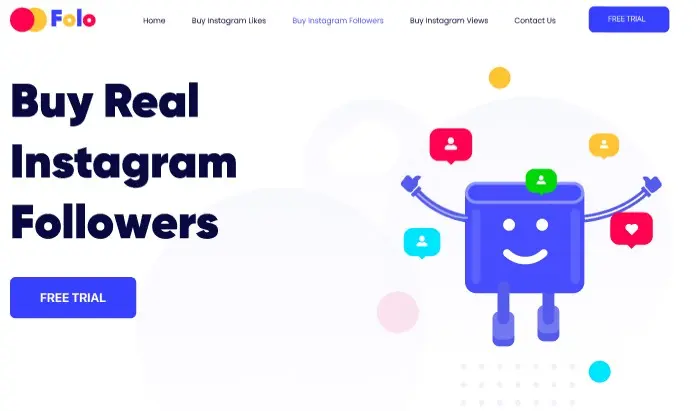 Folo
Home Buy Instagram Likes Buy Instagram Followers Buy Instagram Views Contact Us FREE TRIAL
Buy Real
Instagram
Followers
FREE TRIAL